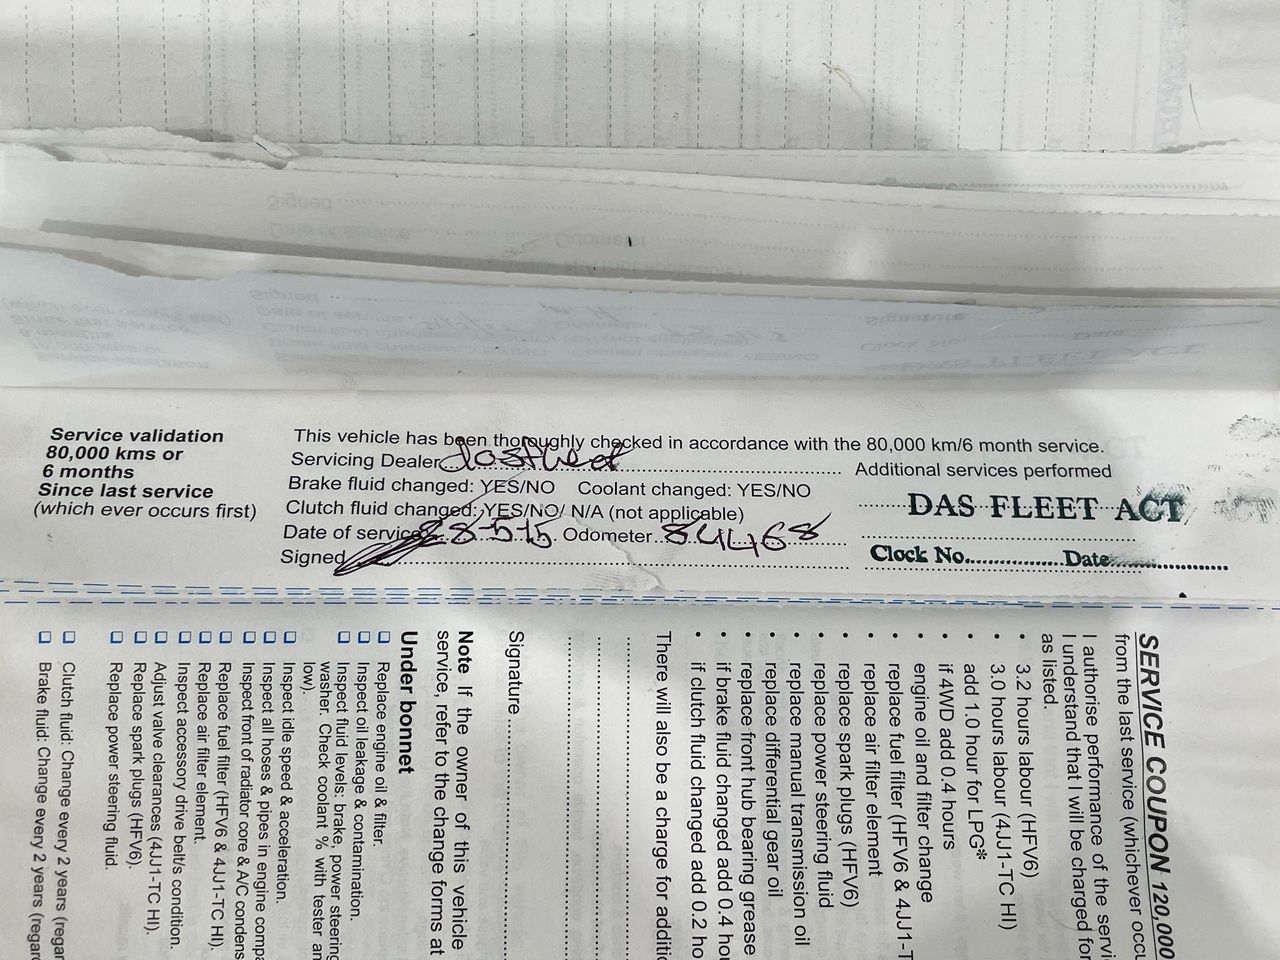 Service validation
80,000 kms or
6 months
Since last service
(which ever occurs first)
This vehicle has been thoroughly checked in accordance with the 80,000 km/6 month service.
Servicing Dealer dasfleet
Additional services performed
Brake fluid changed: YES/NO Coolant changed: YES/NO
Clutch fluid changed: YES/NO/ N/A (not applicable)
DAS FLEET ACT
Date of service 28-5-15 Odometer 84468
Signed
Clock No. Date
SERVICE COUPON 120,000
from the last service (whichever occu
I authorise performance of the servi
I understand that I will be charged for
as listed.
• 3.2 hours labour (HFV6)
• 3.0 hours labour (4JJ1-TC HI)
• add 1.0 hour for LPG*
• if 4WD add 0.4 hours
• engine oil and filter change
• replace fuel filter (HFV6 & 4JJ1-T
• replace air filter element
• replace spark plugs (HFV6)
• replace power steering fluid
• replace manual transmission oil
• replace differential gear oil
• replace front hub bearing grease
• if brake fluid changed add 0.4 ho
• if clutch fluid changed add 0.2 ho
There will also be a charge for additio
Signature
Note If the owner of this vehicle
service, refer to the change forms at
Under bonnet
Replace engine oil & filter.
Inspect oil leakage & contamination.
Inspect fluid levels: brake, power steering
washer. Check coolant % with tester an
low).
Inspect idle speed & acceleration.
Inspect all hoses & pipes in engine compa
Inspect front of radiator core & A/C condens
Replace fuel filter (HFV6 & 4JJ1-TC HI).
Replace air filter element.
Inspect accessory drive belt/s condition.
Adjust valve clearances (4JJ1-TC HI).
Replace spark plugs (HFV6).
Replace power steering fluid.
Clutch fluid: Change every 2 years (regar
Brake fluid: Change every 2 years (regar